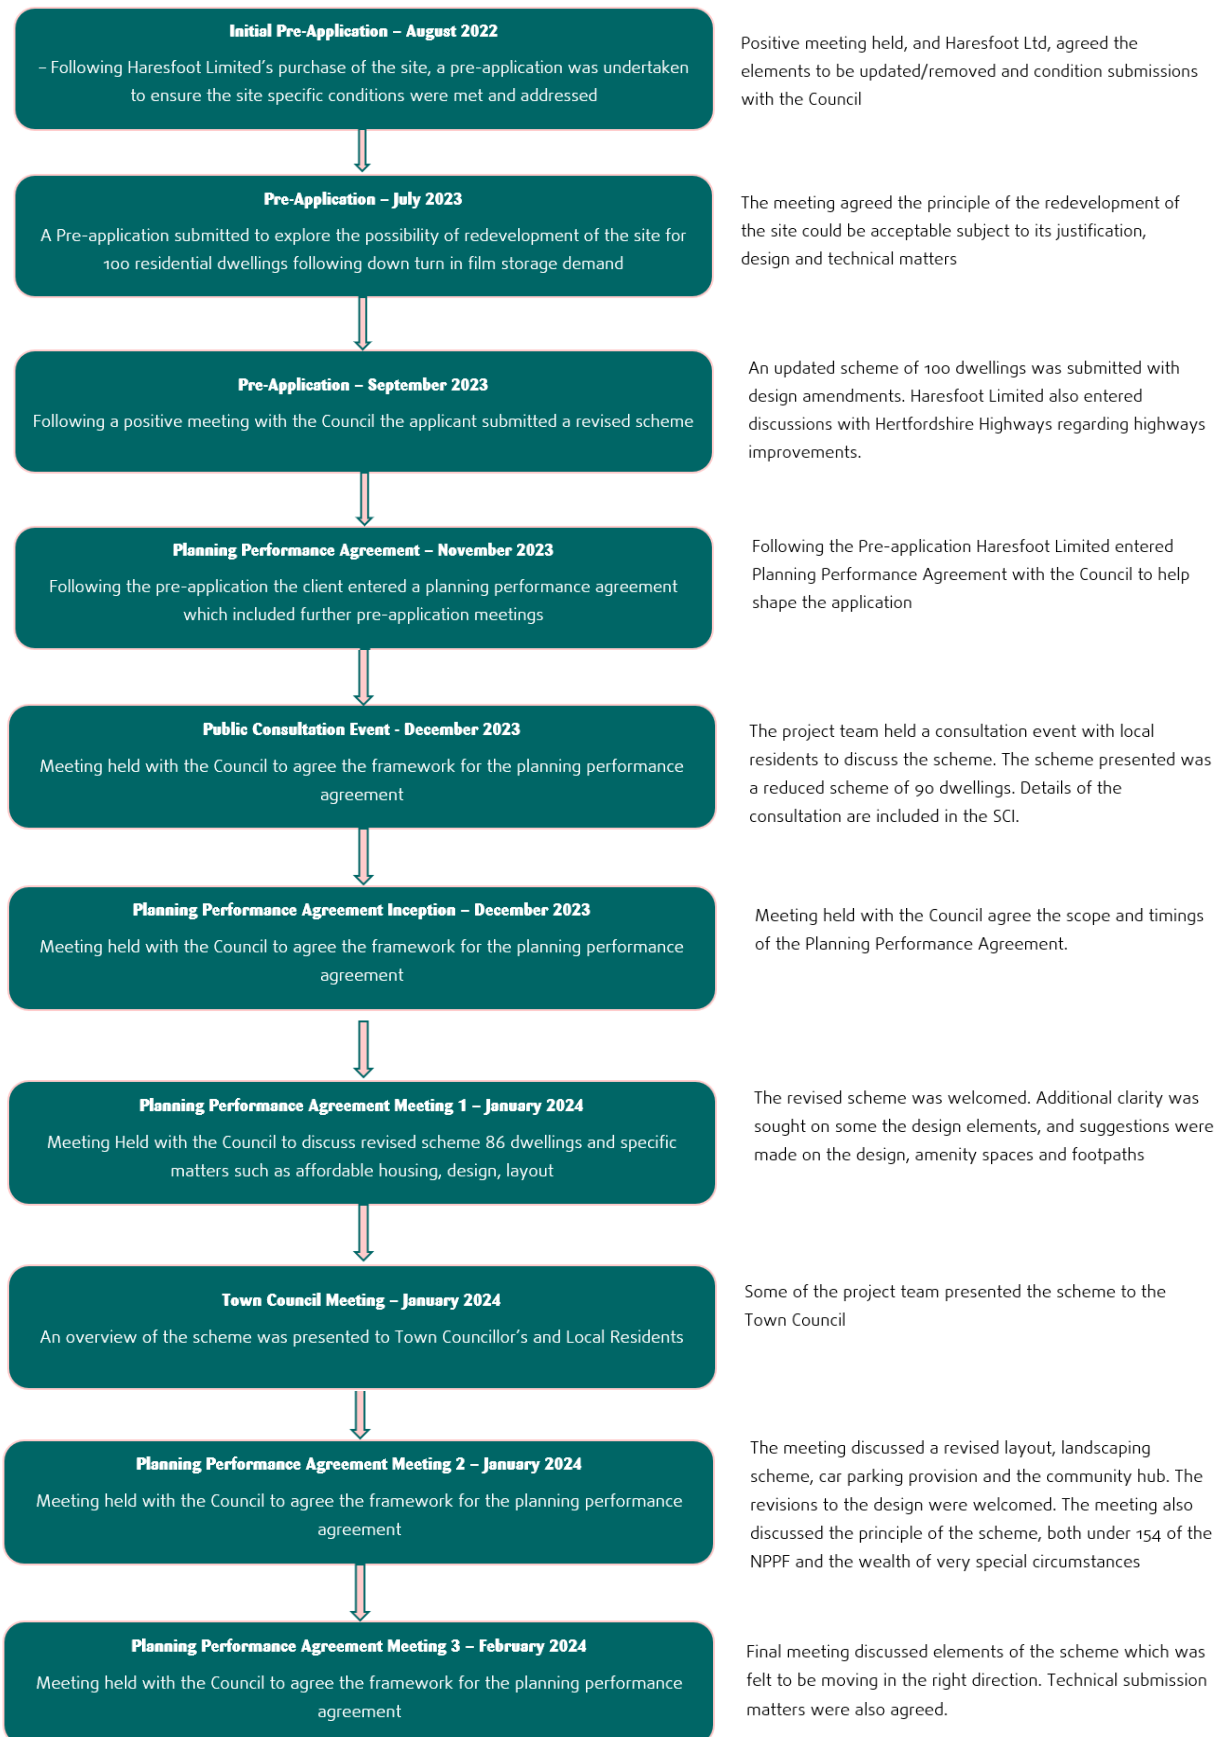 Initial Pre-Application – August 2022
– Following Haresfoot Limited's purchase of the site, a pre-application was undertaken
to ensure the site specific conditions were met and addressed
Positive meeting held, and Haresfoot Ltd, agreed the
elements to be updated/removed and condition submissions
with the Council
Pre-Application – July 2023
A Pre-application submitted to explore the possibility of redevelopment of the site for
100 residential dwellings following down turn in film storage demand
The meeting agreed the principle of the redevelopment of
the site could be acceptable subject to its justification,
design and technical matters
Pre-Application – September 2023
Following a positive meeting with the Council the applicant submitted a revised scheme
An updated scheme of 100 dwellings was submitted with
design amendments. Haresfoot Limited also entered
discussions with Hertfordshire Highways regarding highways
improvements.
Planning Performance Agreement – November 2023
Following the pre-application the client entered a planning performance agreement
which included further pre-application meetings
Following the Pre-application Haresfoot Limited entered
Planning Performance Agreement with the Council to help
shape the application
Public Consultation Event - December 2023
Meeting held with the Council to agree the framework for the planning performance
agreement
The project team held a consultation event with local
residents to discuss the scheme. The scheme presented was
a reduced scheme of 90 dwellings. Details of the
consultation are included in the SCI.
Planning Performance Agreement Inception – December 2023
Meeting held with the Council to agree the framework for the planning performance
agreement
Meeting held with the Council agree the scope and timings
of the Planning Performance Agreement.
Planning Performance Agreement Meeting 1 – January 2024
Meeting Held with the Council to discuss revised scheme 86 dwellings and specific
matters such as affordable housing, design, layout
The revised scheme was welcomed. Additional clarity was
sought on some the design elements, and suggestions were
made on the design, amenity spaces and footpaths
Town Council Meeting – January 2024
An overview of the scheme was presented to Town Councillor's and Local Residents
Some of the project team presented the scheme to the
Town Council
Planning Performance Agreement Meeting 2 – January 2024
Meeting held with the Council to agree the framework for the planning performance
agreement
The meeting discussed a revised layout, landscaping
scheme, car parking provision and the community hub. The
revisions to the design were welcomed. The meeting also
discussed the principle of the scheme, both under 154 of the
NPPF and the wealth of very special circumstances
Planning Performance Agreement Meeting 3 – February 2024
Meeting held with the Council to agree the framework for the planning performance
agreement
Final meeting discussed elements of the scheme which was
felt to be moving in the right direction. Technical submission
matters were also agreed.